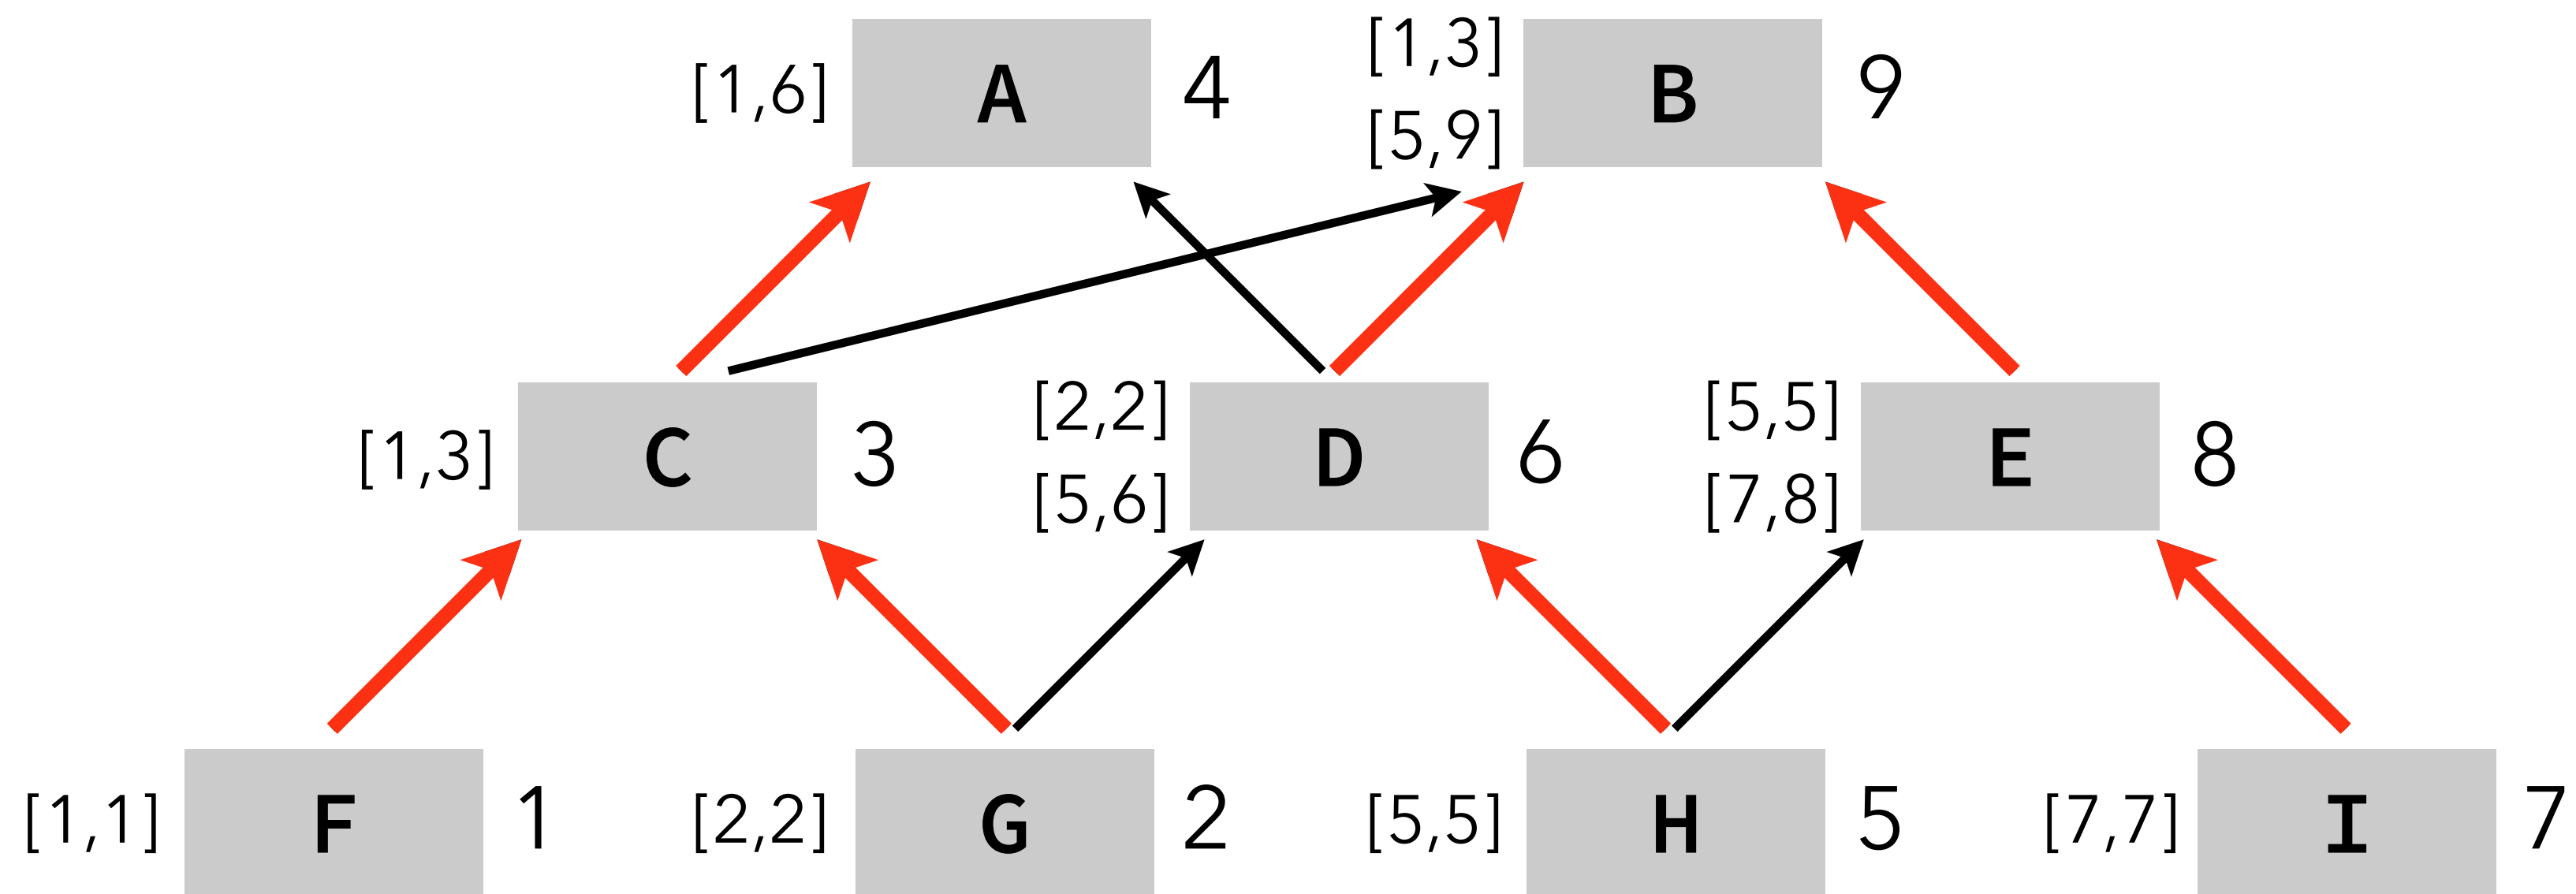 [1,6] A 4
[1,3]
[5,9]
B 9
[1,3] C 3
[2,2]
[5,6]
D 6
[5,5]
[7,8]
E 8
[1,1] F 1
[2,2] G 2
[5,5] H 5
[7,7] I 7